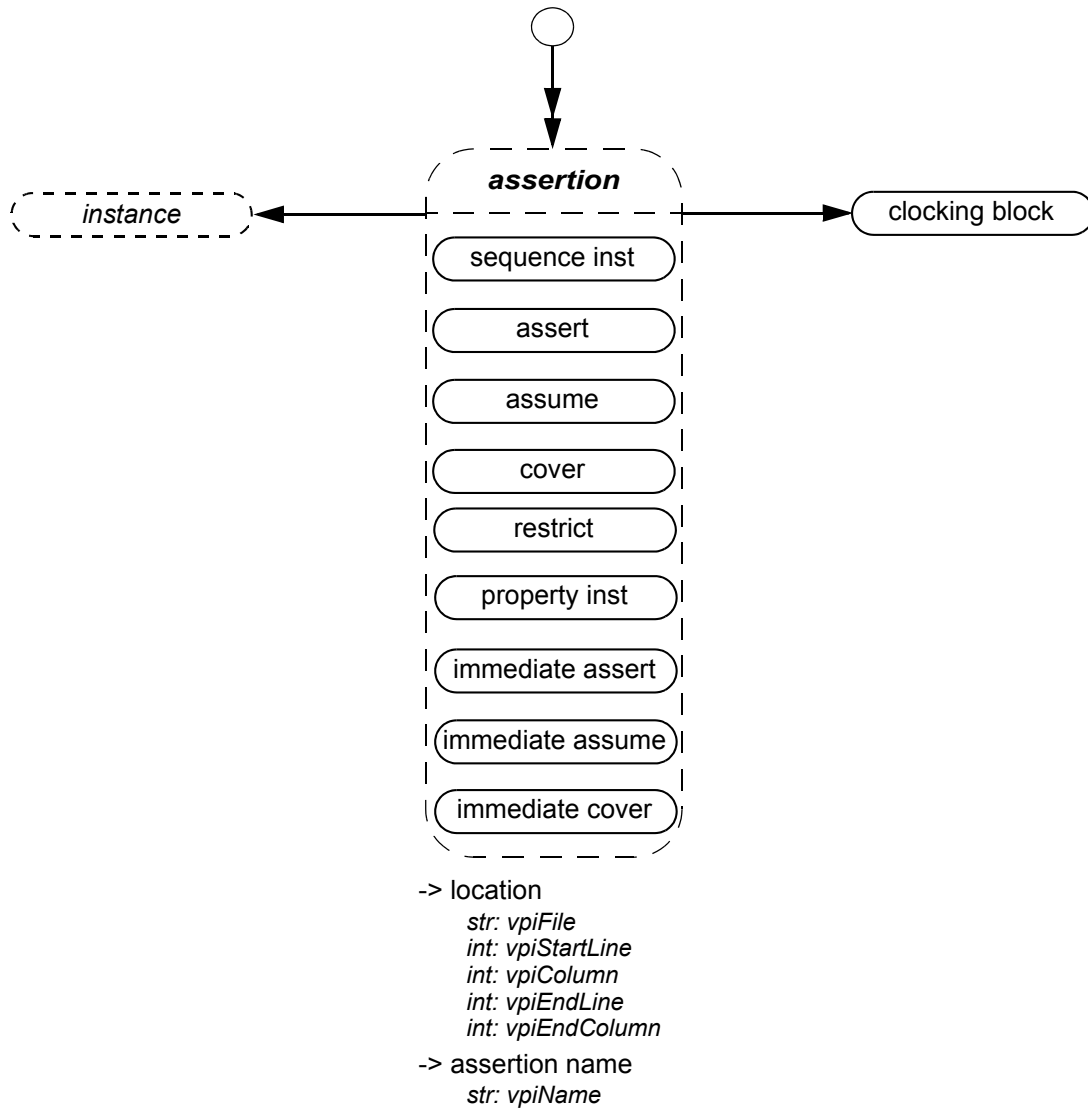 assertion
instance
clocking block
sequence inst
assert
assume
cover
restrict
property inst
immediate assert
immediate assume
immediate cover
-> location
str: vpiFile
int: vpiStartLine
int: vpiColumn
int: vpiEndLine
int: vpiEndColumn
-> assertion name
str: vpiName